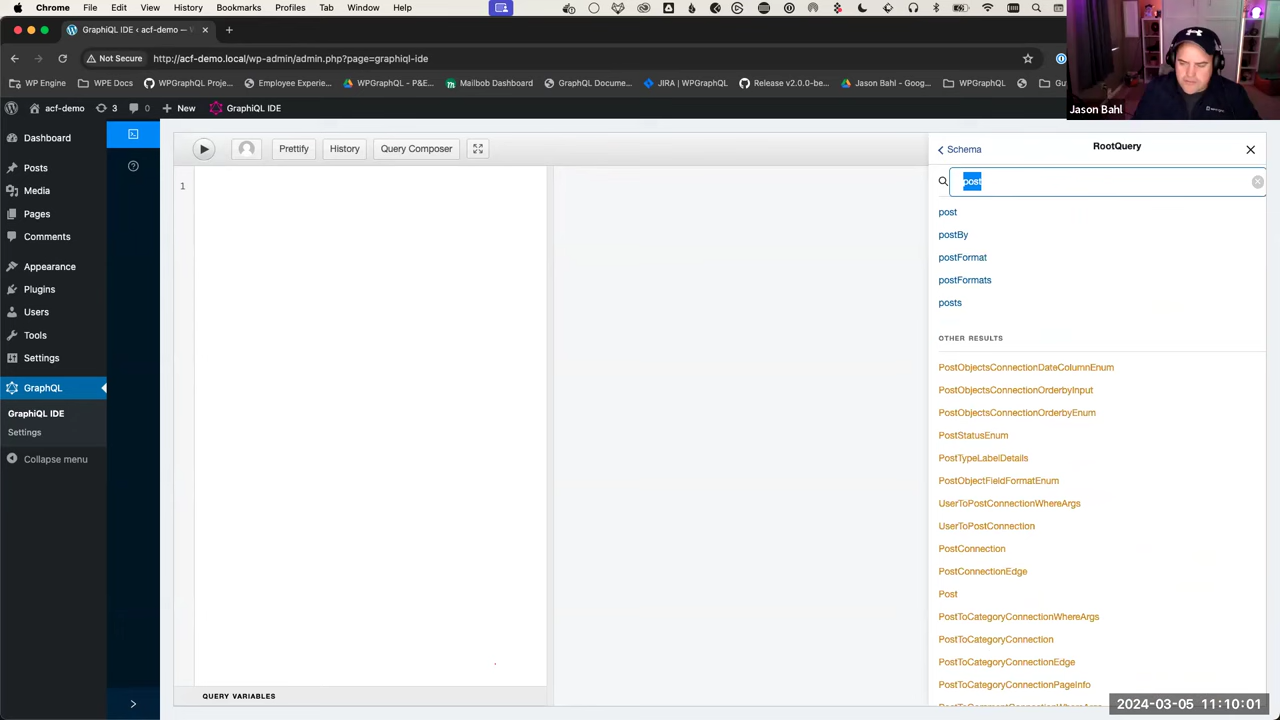 Chrome File Edit View History Bookmarks Profiles Tab Window Help
GraphiQL IDE ‹ acf-demo —
Not Secure http://acf-demo.local/wp-admin/admin.php?page=graphiql-ide
WP Engine WPE Docs WPGraphQL Proje... Employee Experie... WPGraphQL - P&E... Mailbob Dashboard GraphQL Docume... JIRA | WPGraphQL Release v2.0.0-be... Jason Bahl - Goog... WPGraphQL
acf-demo 3 0 New GraphiQL IDE
Jason Bahl
Dashboard
Posts
Media
Pages
Comments
Appearance
Plugins
Users
Tools
Settings
GraphQL
GraphiQL IDE
Settings
Collapse menu
Prettify History Query Composer
1
QUERY VARIABLES
Schema RootQuery
post
post
postBy
postFormat
postFormats
posts
OTHER RESULTS
PostObjectsConnectionDateColumnEnum
PostObjectsConnectionOrderbyInput
PostObjectsConnectionOrderbyEnum
PostStatusEnum
PostTypeLabelDetails
PostObjectFieldFormatEnum
UserToPostConnectionWhereArgs
UserToPostConnection
PostConnection
PostConnectionEdge
Post
PostToCategoryConnectionWhereArgs
PostToCategoryConnection
PostToCategoryConnectionEdge
PostToCategoryConnectionPageInfo
2024-03-05 11:10:01